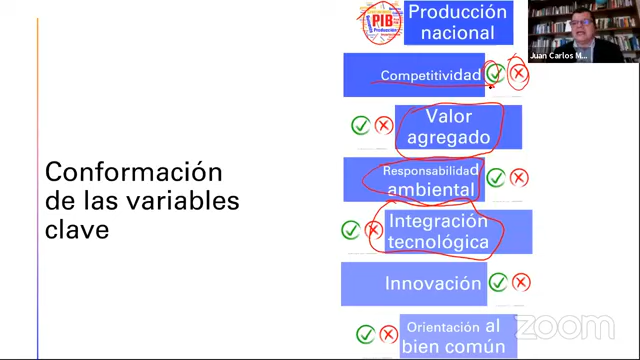 PIB
Producción
Producción
nacional
Juan Carlos M...
Competitividad
Valor
agregado
Responsabilidad
ambiental
Conformación
de las variables
clave
Integración
tecnológica
Innovación
Orientación al
bien común
zoom